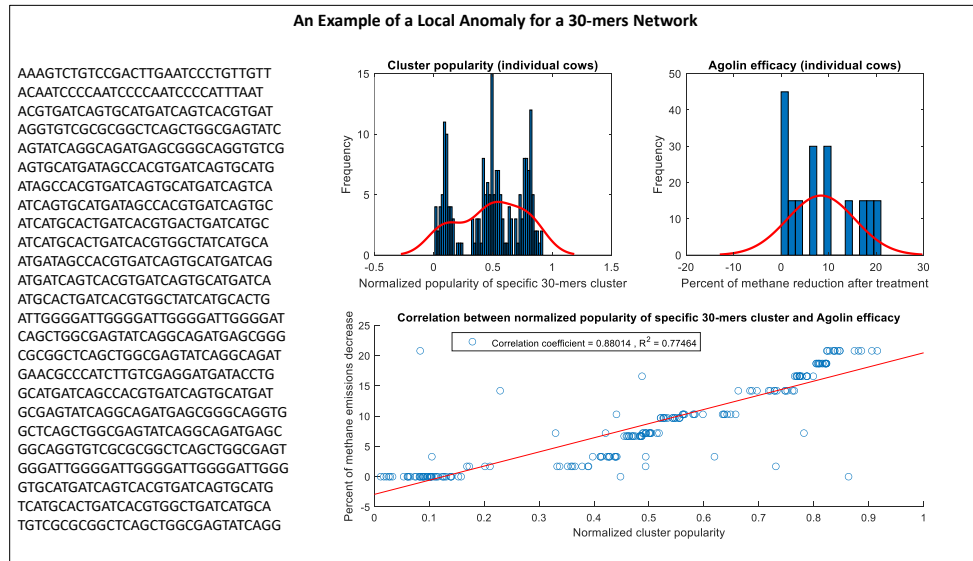 An Example of a Local Anomaly for a 30-mers Network
AAAGTCTGTCCGACTTGAATCCCTGTTGTT
ACAATCCCCAATCCCCAATCCCCATTTAAT
ACGTGATCAGTGCATGATCAGTCACGTGAT
AGGTGTCGCGCGGCTCAGCTGGCGAGTATC
AGTATCAGGCAGATGAGCGGGCAGGTGTCG
AGTGCATGATAGCCACGTGATCAGTGCATG
ATAGCCACGTGATCAGTGCATGATCAGTCA
ATCAGTGCATGATAGCCACGTGATCAGTGC
ATCATGCACTGATCACGTGACTGATCATGC
ATCATGCACTGATCACGTGGCTATCATGCA
ATGATAGCCACGTGATCAGTGCATGATCAG
ATGATCAGTCACGTGATCAGTGCATGATCA
ATGCACTGATCACGTGGCTATCATGCACTG
ATTGGGGATTGGGGATTGGGGATTGGGGAT
CAGCTGGCGAGTATCAGGCAGATGAGCGGG
CGCGGCTCAGCTGGCGAGTATCAGGCAGAT
GAACGCCCATCTTGTCGAGGATGATACCTG
GCATGATCAGCCACGTGATCAGTGCATGAT
GCGAGTATCAGGCAGATGAGCGGGCAGGTG
GCTCAGCTGGCGAGTATCAGGCAGATGAGC
GGCAGGTGTCGCGCGGCTCAGCTGGCGAGT
GGGATTGGGGATTGGGGATTGGGGATTGGG
GTGCATGATCAGTCACGTGATCAGTGCATG
TCATGCACTGATCACGTGGCTGATCATGCA
TGTCGCGCGGCTCAGCTGGCGAGTATCAGG
Cluster popularity (individual cows)
Frequency
15
10
5
0
-0.5 0 0.5 1 1.5
Normalized popularity of specific 30-mers cluster
Agolin efficacy (individual cows)
Frequency
50
40
30
20
10
0
-20 -10 0 10 20 30
Percent of methane reduction after treatment
Correlation between normalized popularity of specific 30-mers cluster and Agolin efficacy
Correlation coefficient = 0.88014 , R² = 0.77464
Percent of methane emissions decrease
25
20
15
10
5
0
-5
0 0.1 0.2 0.3 0.4 0.5 0.6 0.7 0.8 0.9 1
Normalized cluster popularity